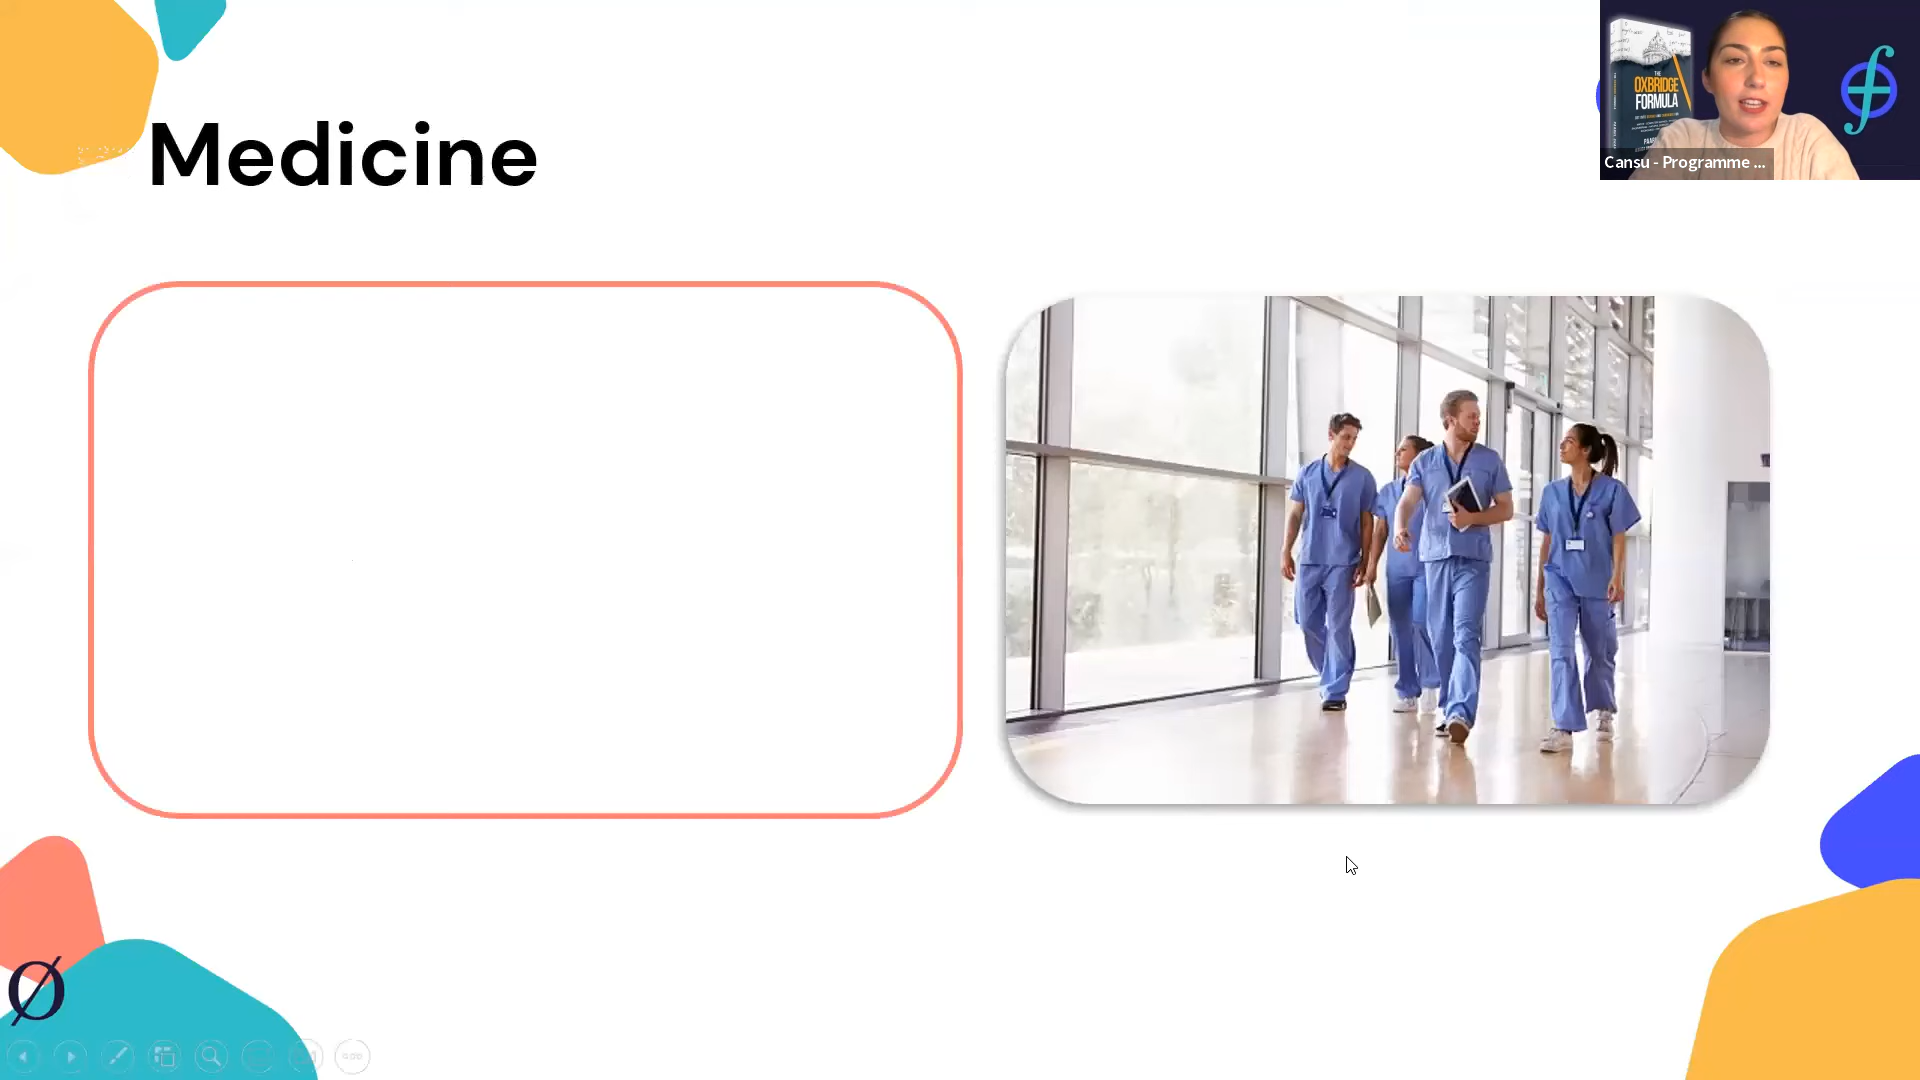 Medicine
THE
OXBRIDGE
FORMULA
Cansu - Programme ...